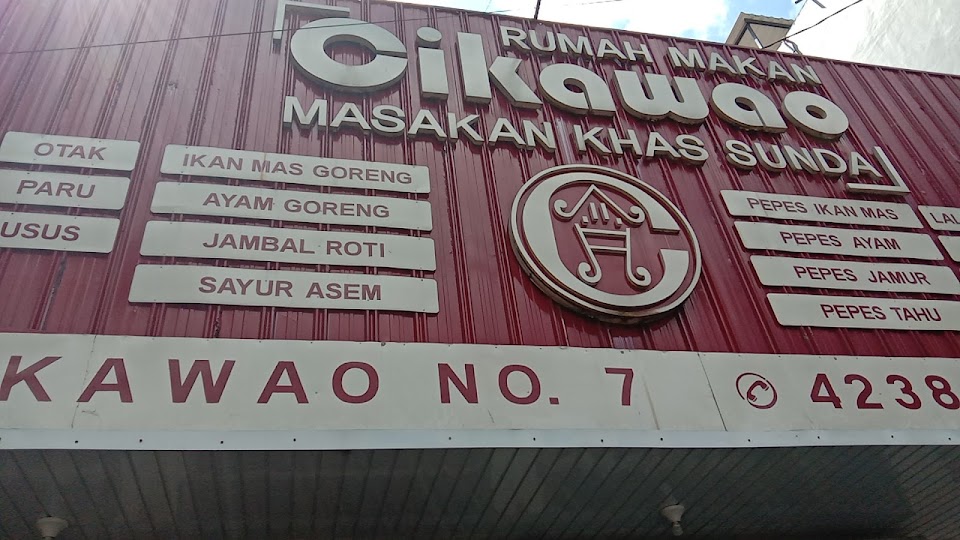 RUMAH MAKAN
Cikawao
MASAKAN KHAS SUNDA
OTAK
PARU
USUS
IKAN MAS GORENG
AYAM GORENG
JAMBAL ROTI
SAYUR ASEM
PEPES IKAN MAS
PEPES AYAM
PEPES JAMUR
PEPES TAHU
LAL
KAWAO NO. 7
4238